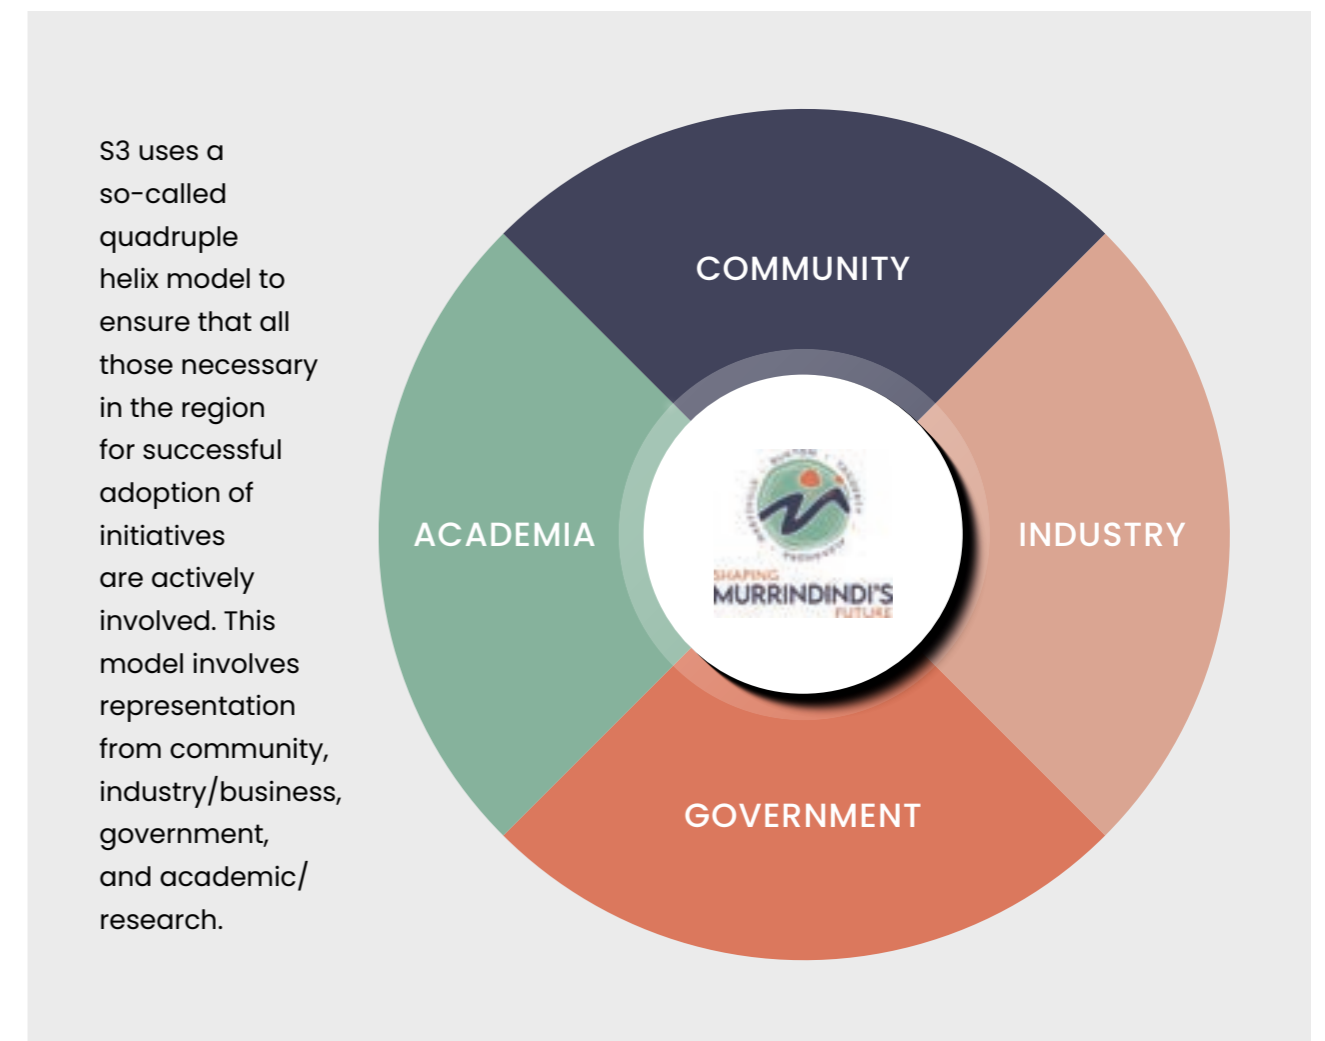 S3 uses a
so-called
quadruple
helix model to
ensure that all
those necessary
in the region
for successful
adoption of
initiatives
are actively
involved. This
model involves
representation
from community,
industry/business,
government,
and academic/
research.
COMMUNITY
ACADEMIA
INDUSTRY
GOVERNMENT
SHAPING
MURRINDINDI'S
FUTURE